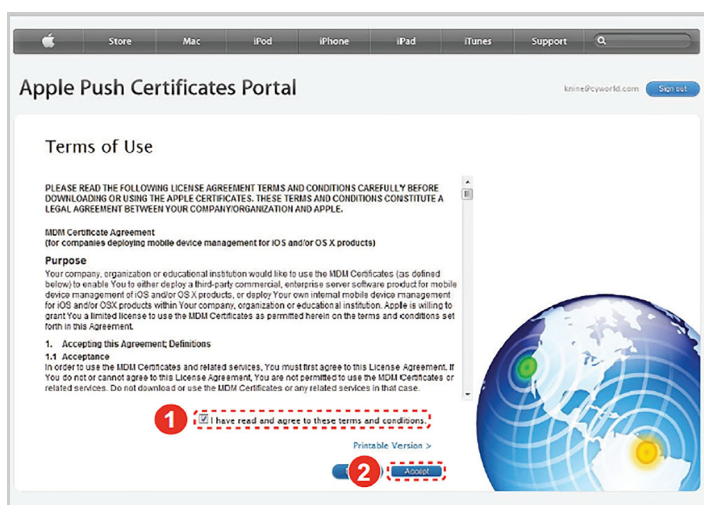 Store Mac iPod iPhone iPad iTunes Support
Apple Push Certificates Portal
knine@cyworld.com Sign out
Terms of Use
PLEASE READ THE FOLLOWING LICENSE AGREEMENT TERMS AND CONDITIONS CAREFULLY BEFORE
DOWNLOADING OR USING THE APPLE CERTIFICATES. THESE TERMS AND CONDITIONS CONSTITUTE A
LEGAL AGREEMENT BETWEEN YOUR COMPANY/ORGANIZATION AND APPLE.
MDM Certificate Agreement
(for companies deploying mobile device management for iOS and/or OS X products)
Purpose
Your company, organization or educational institution would like to use the MDM Certificates (as defined
below) to enable You to either deploy a third-party commercial, enterprise server software product for mobile
device management of iOS and/or OS X products, or deploy Your own internal mobile device management
for iOS and/or OSX products within Your company, organization or educational institution. Apple is willing to
grant You a limited license to use the MDM Certificates as permitted herein on the terms and conditions set
forth in this Agreement.
1. Accepting this Agreement; Definitions
1.1 Acceptance
In order to use the MDM Certificates and related services, You must first agree to this License Agreement. If
You do not or cannot agree to this License Agreement, You are not permitted to use the MDM Certificates or
related services. Do not download or use the MDM Certificates or any related services in that case.
1 I have read and agree to these terms and conditions.
Printable Version >
2 Accept